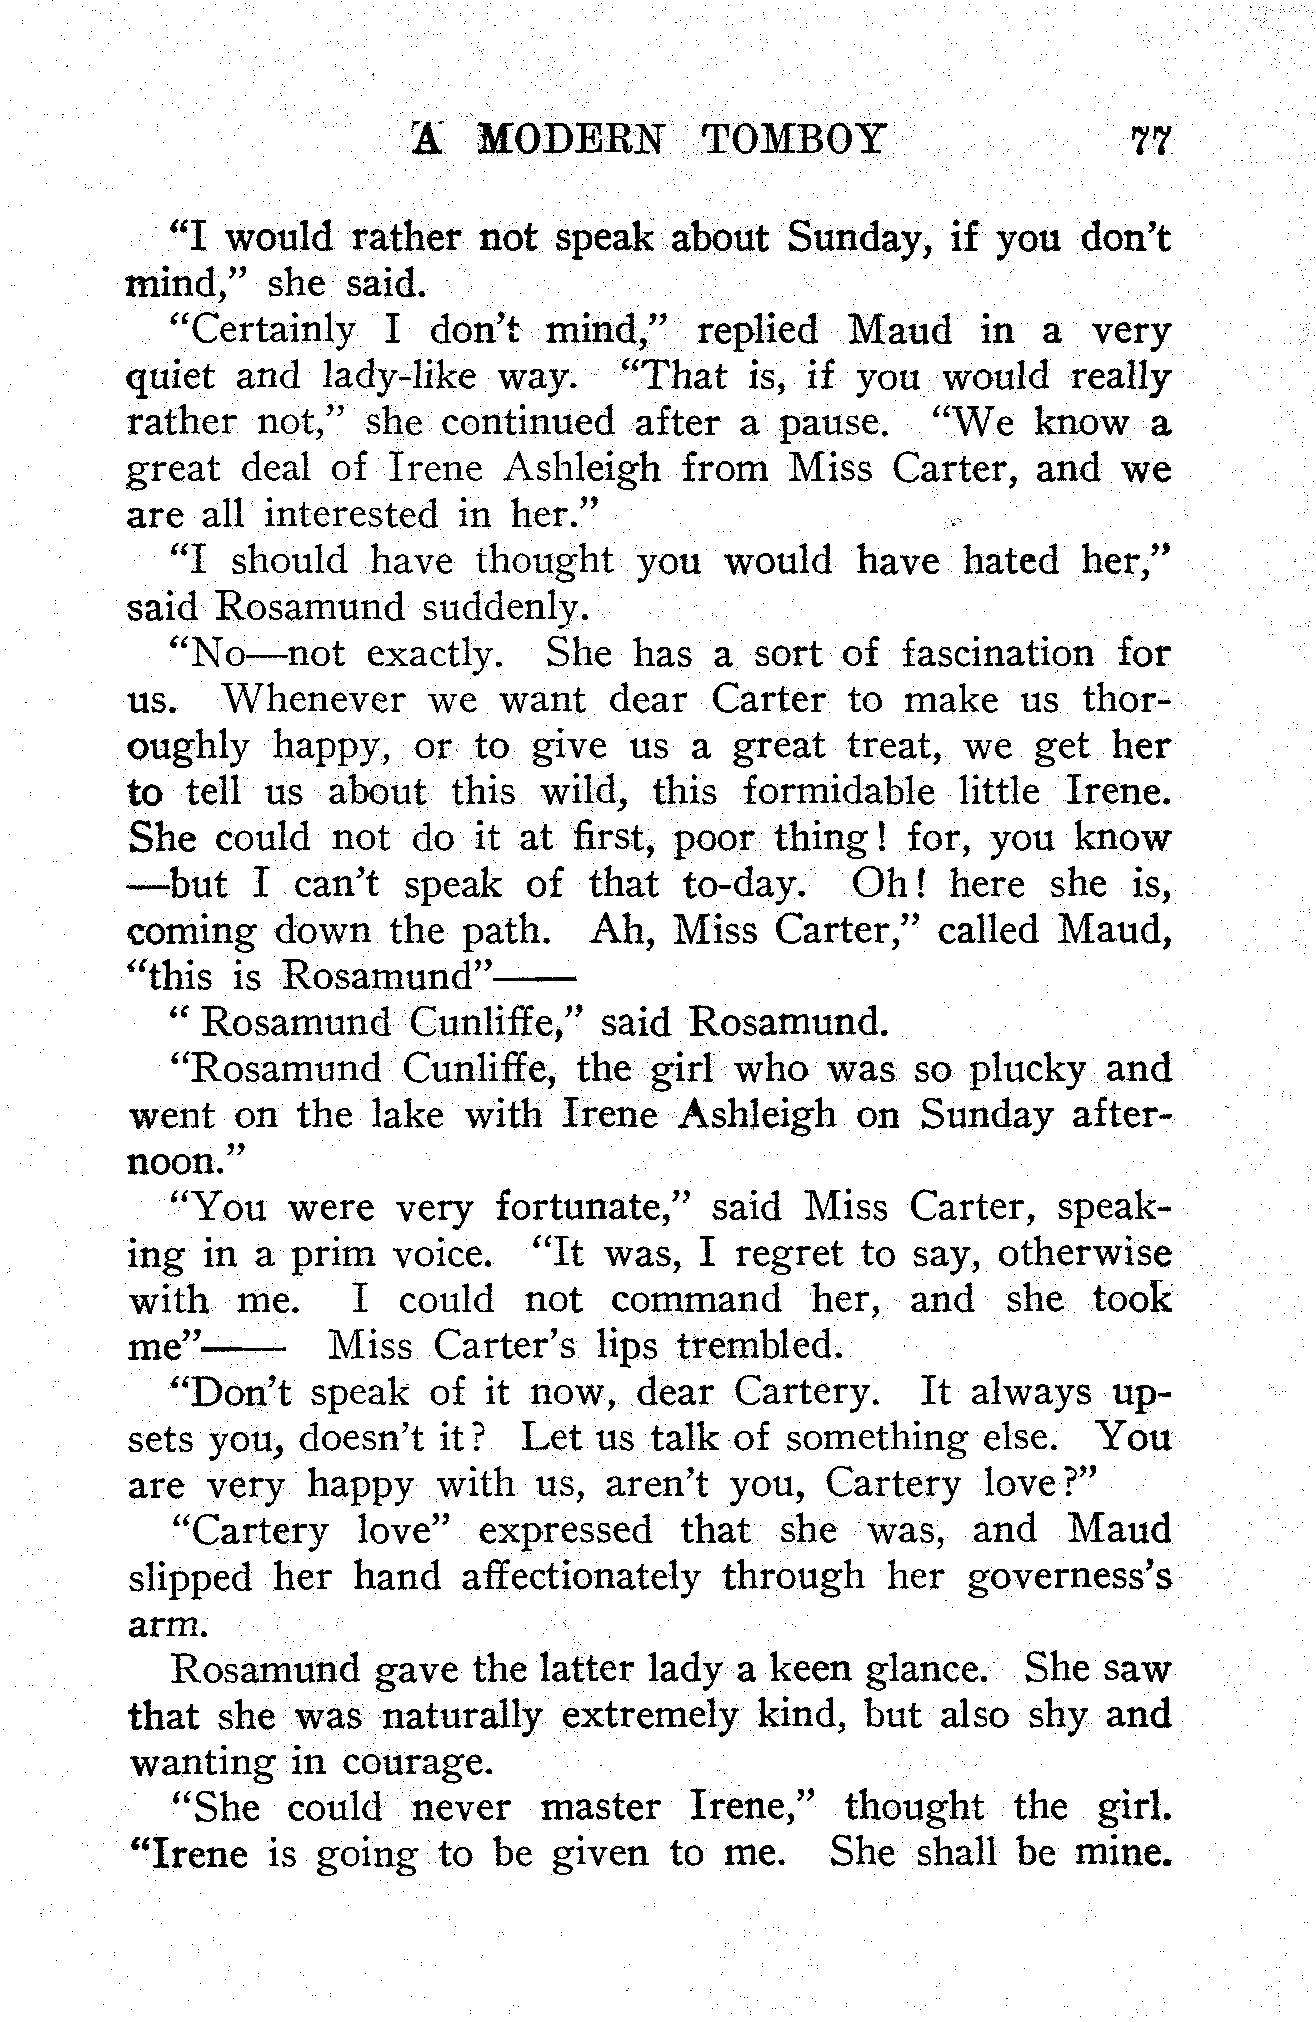 A MODERN TOMBOY 77
"I would rather not speak about Sunday, if you don't
mind," she said.
"Certainly I don't mind," replied Maud in a very
quiet and lady-like way. "That is, if you would really
rather not," she continued after a pause. "We know a
great deal of Irene Ashleigh from Miss Carter, and we
are all interested in her."
"I should have thought you would have hated her,"
said Rosamund suddenly.
"No—not exactly. She has a sort of fascination for
us. Whenever we want dear Carter to make us thor-
oughly happy, or to give us a great treat, we get her
to tell us about this wild, this formidable little Irene.
She could not do it at first, poor thing! for, you know
—but I can't speak of that to-day. Oh! here she is,
coming down the path. Ah, Miss Carter," called Maud,
"this is Rosamund"——
" Rosamund Cunliffe," said Rosamund.
"Rosamund Cunliffe, the girl who was so plucky and
went on the lake with Irene Ashleigh on Sunday after-
noon."
"You were very fortunate," said Miss Carter, speak-
ing in a prim voice. "It was, I regret to say, otherwise
with me. I could not command her, and she took
me"—— Miss Carter's lips trembled.
"Don't speak of it now, dear Cartery. It always up-
sets you, doesn't it? Let us talk of something else. You
are very happy with us, aren't you, Cartery love?"
"Cartery love" expressed that she was, and Maud
slipped her hand affectionately through her governess's
arm.
Rosamund gave the latter lady a keen glance. She saw
that she was naturally extremely kind, but also shy and
wanting in courage.
"She could never master Irene," thought the girl.
"Irene is going to be given to me. She shall be mine.